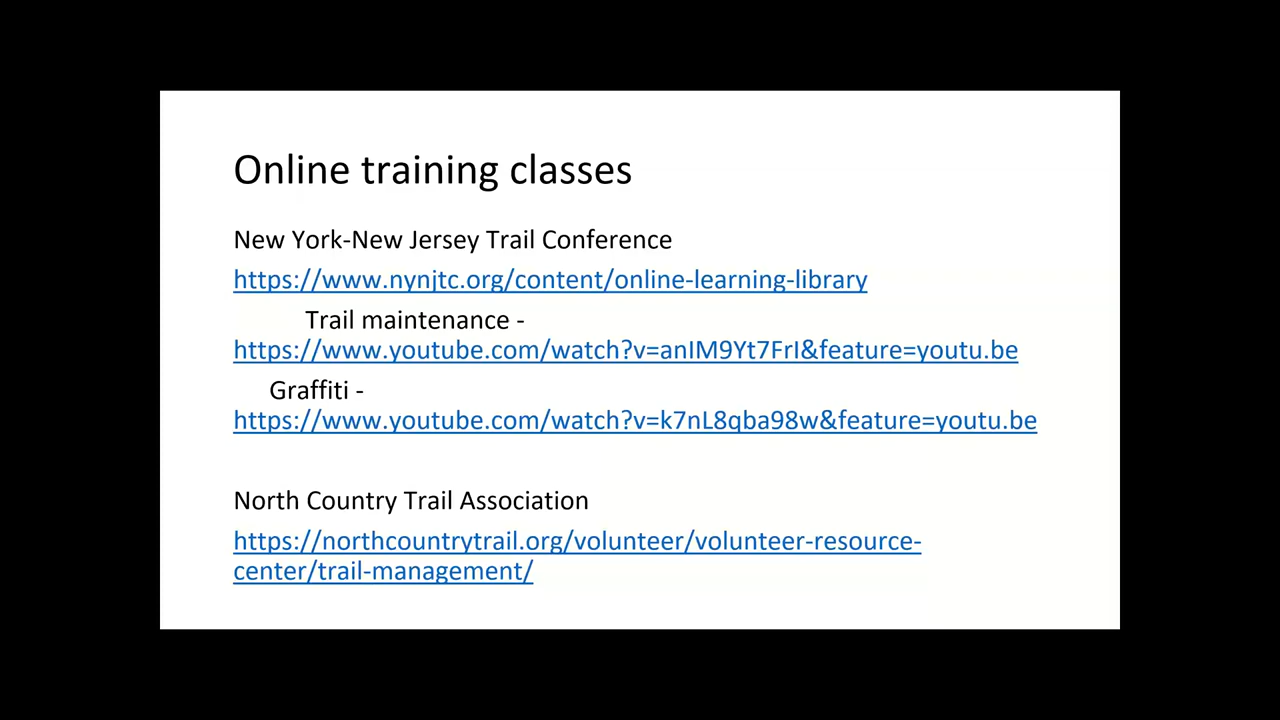 Online training classes
New York-New Jersey Trail Conference
https://www.nynjtc.org/content/online-learning-library
Trail maintenance -
https://www.youtube.com/watch?v=anIM9Yt7FrI&feature=youtu.be
Graffiti -
https://www.youtube.com/watch?v=k7nL8qba98w&feature=youtu.be
North Country Trail Association
https://northcountrytrail.org/volunteer/volunteer-resource-
center/trail-management/